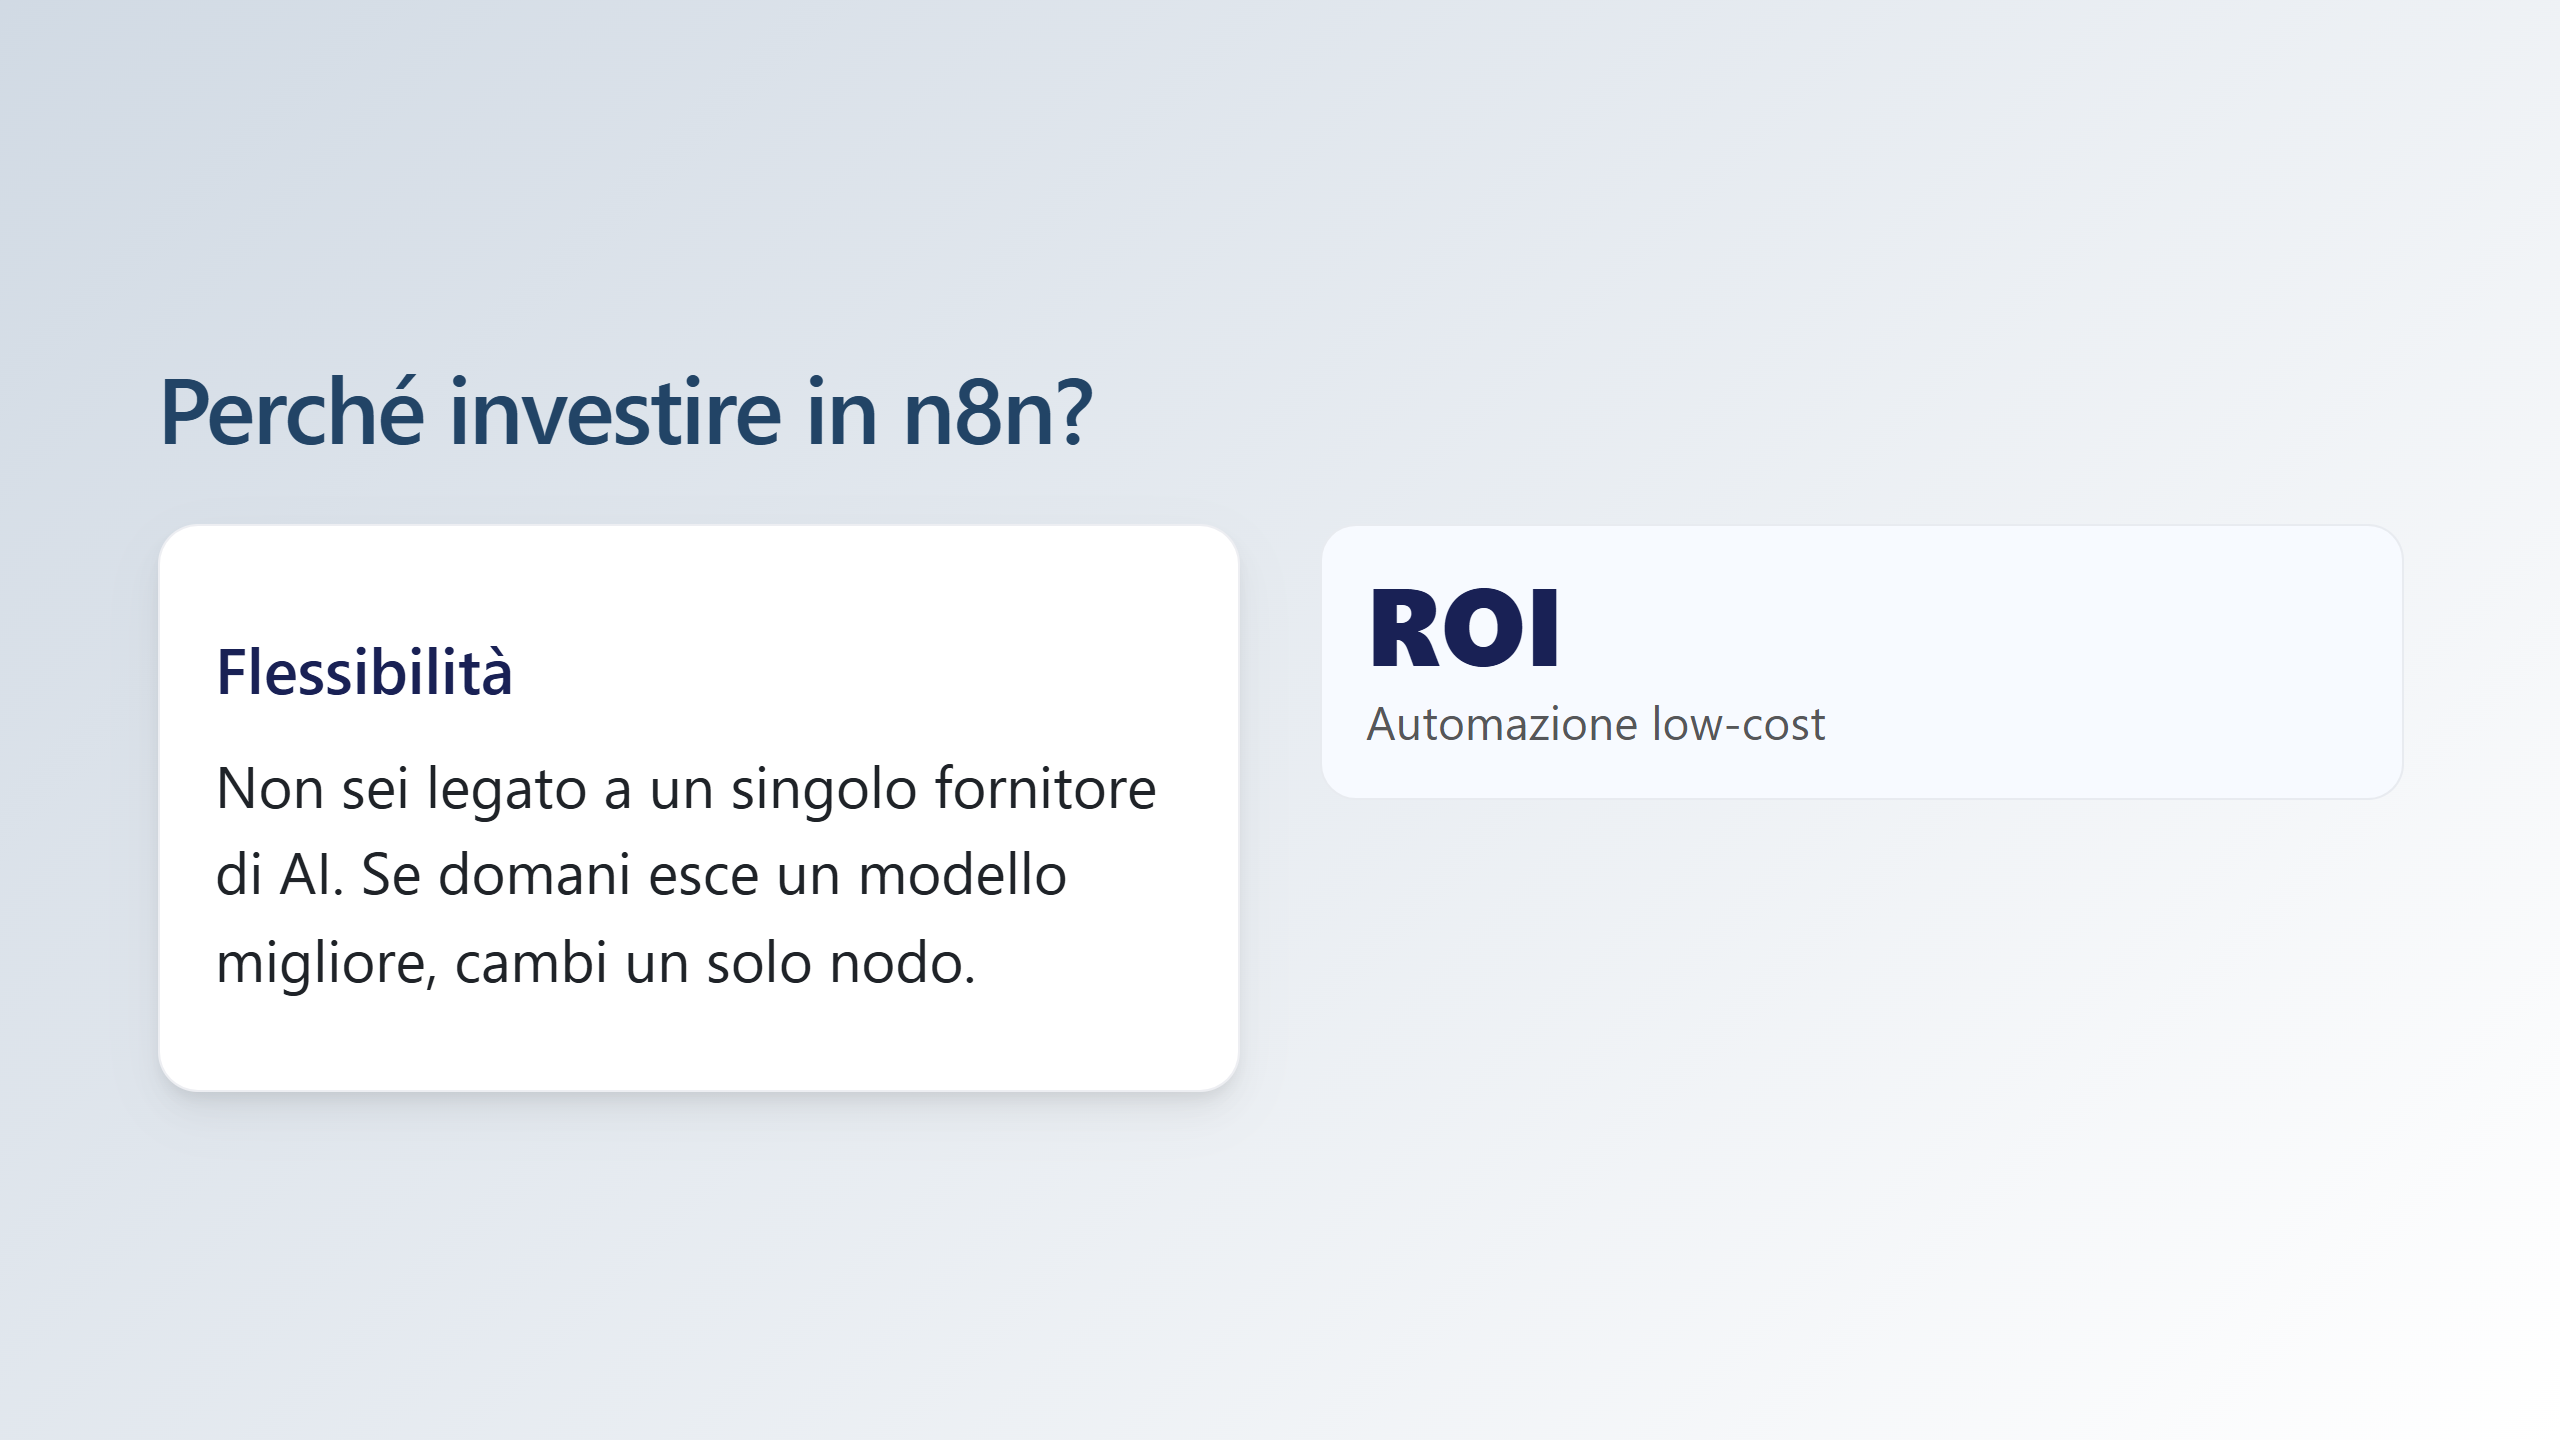 Perché investire in n8n?
Flessibilità
Non sei legato a un singolo fornitore
di AI. Se domani esce un modello
migliore, cambi un solo nodo.
ROI
Automazione low-cost